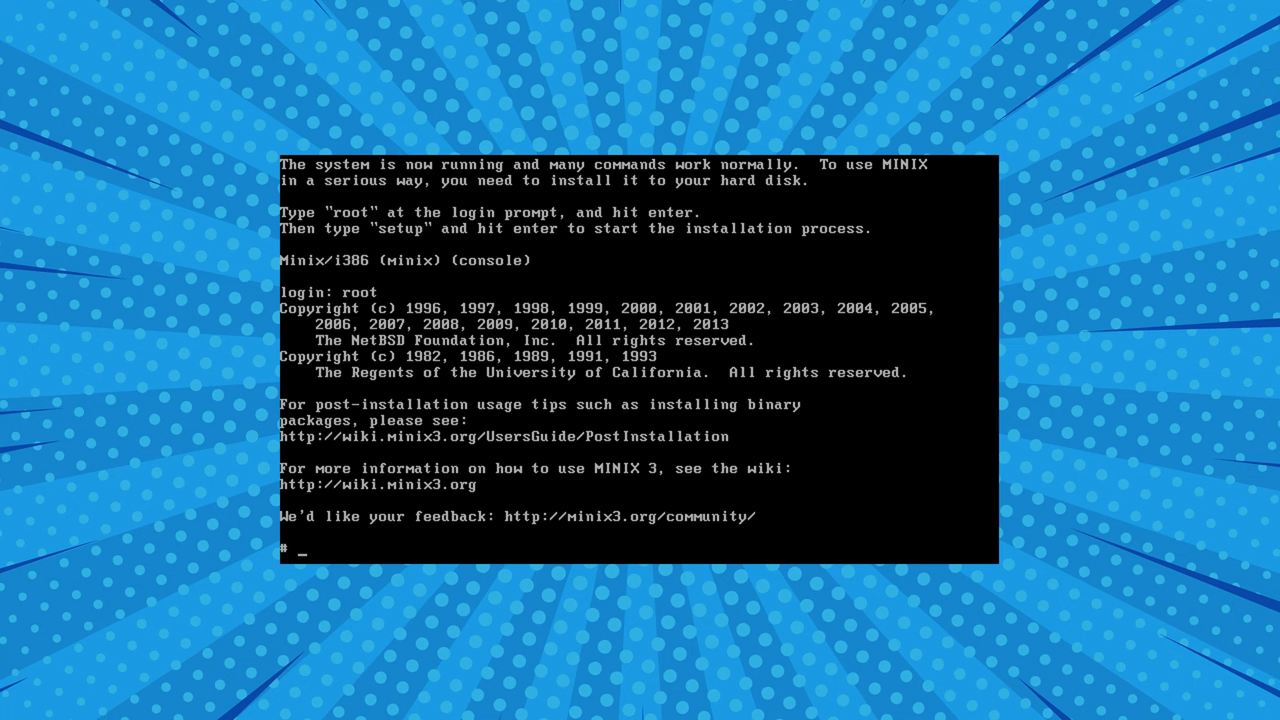 The system is now running and many commands work normally.  To use MINIX
in a serious way, you need to install it to your hard disk.
Type "root" at the login prompt, and hit enter.
Then type "setup" and hit enter to start the installation process.
Minix/i386 (minix) (console)
login: root
Copyright (c) 1996, 1997, 1998, 1999, 2000, 2001, 2002, 2003, 2004, 2005,
    2006, 2007, 2008, 2009, 2010, 2011, 2012, 2013
    The NetBSD Foundation, Inc.  All rights reserved.
Copyright (c) 1982, 1986, 1989, 1991, 1993
    The Regents of the University of California.  All rights reserved.
For post-installation usage tips such as installing binary
packages, please see:
http://wiki.minix3.org/UsersGuide/PostInstallation
For more information on how to use MINIX 3, see the wiki:
http://wiki.minix3.org
We'd like your feedback: http://minix3.org/community/
# _